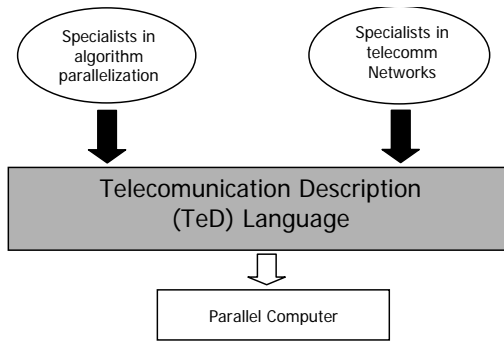 Specialists in
algorithm
parallelization
Specialists in
telecomm
Networks
Telecomunication Description
(TeD) Language
Parallel Computer